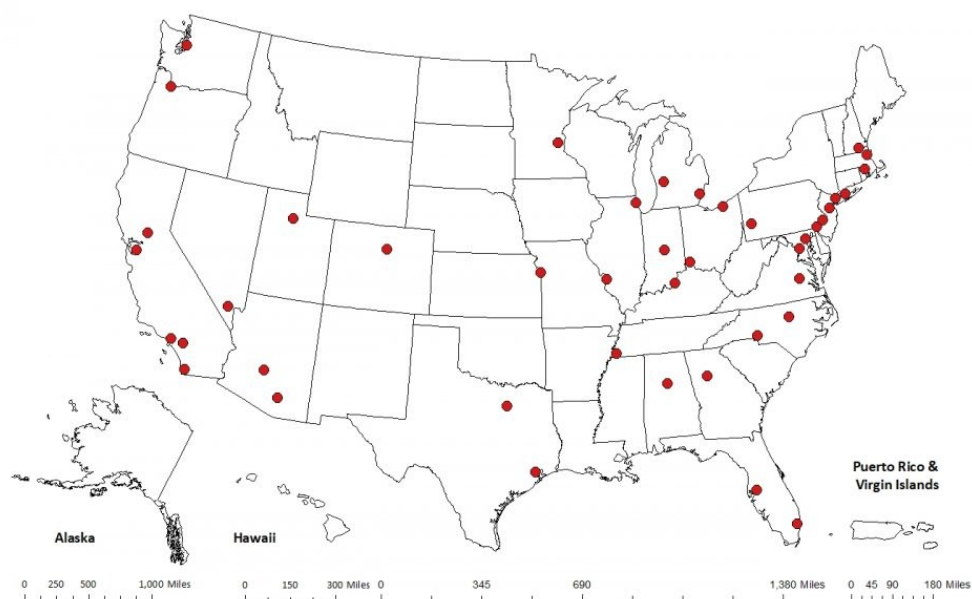 Puerto Rico &
Virgin Islands
Alaska
Hawaii
0 250 500 1,000 Miles
0 150 300 Miles
0 345 690 1,380 Miles
0 45 90 180 Miles